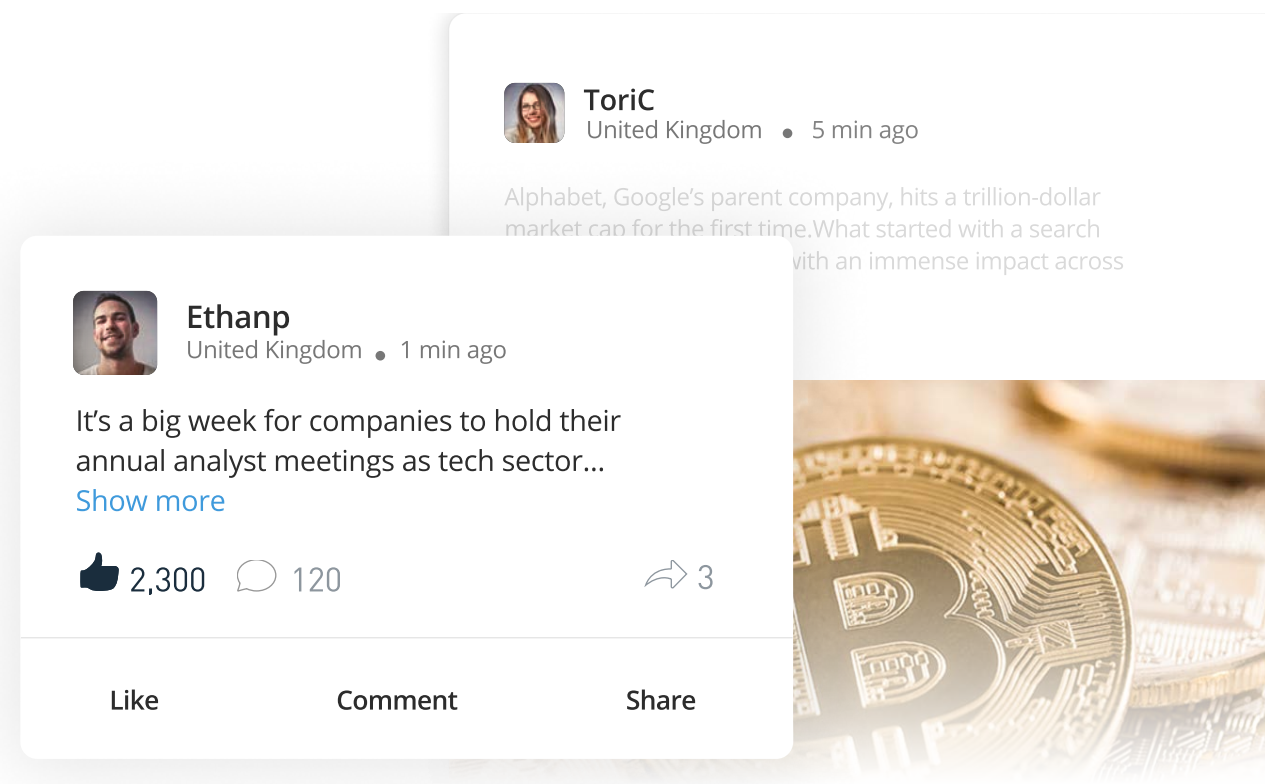 ToriC
United Kingdom ● 5 min ago
Alphabet, Google’s parent company, hits a trillion-dollar
market cap for the first time.What started with a search
with an immense impact across
Ethanp
United Kingdom ● 1 min ago
It’s a big week for companies to hold their
annual analyst meetings as tech sector...
Show more
2,300 120 3
Like Comment Share